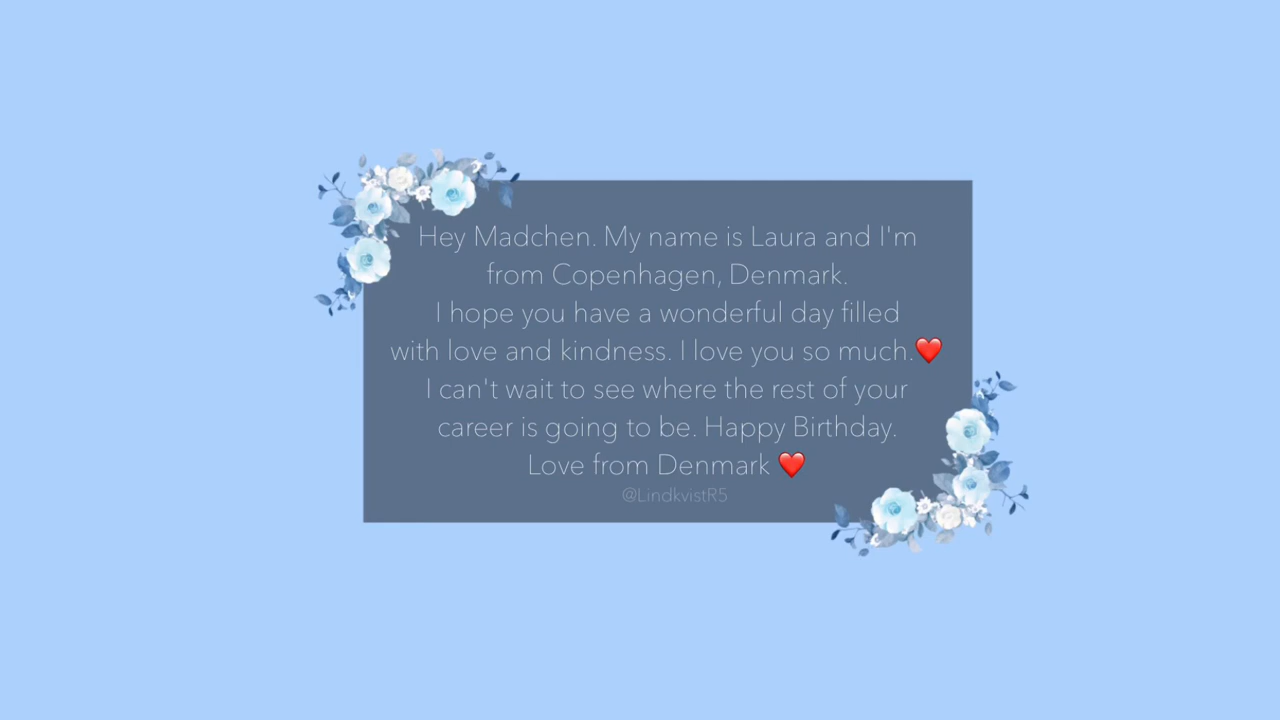 Hey Madchen. My name is Laura and I'm
from Copenhagen, Denmark.
I hope you have a wonderful day filled
with love and kindness. I love you so much.❤️
I can't wait to see where the rest of your
career is going to be. Happy Birthday.
Love from Denmark ❤️
@LindkvistR5